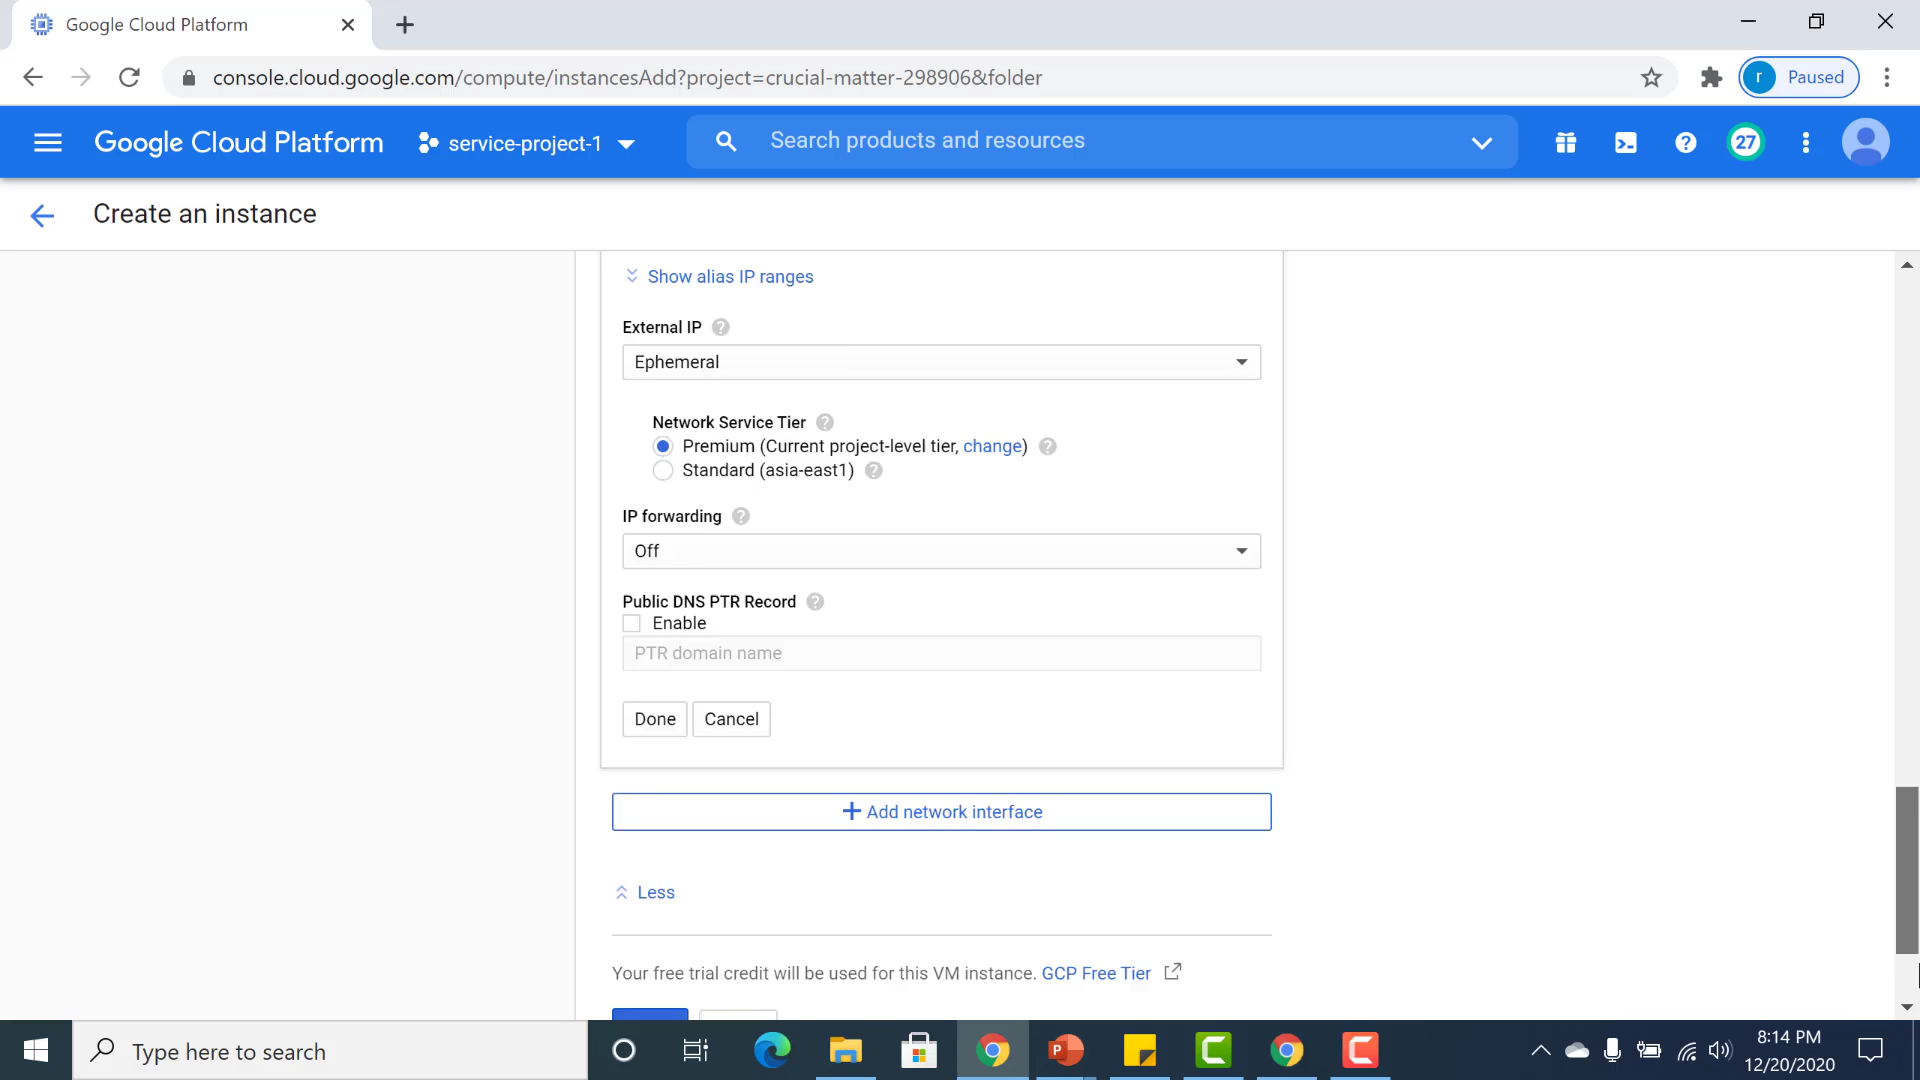 Google Cloud Platform
console.cloud.google.com/compute/instancesAdd?project=crucial-matter-298906&folder
r Paused
Google Cloud Platform service-project-1 Search products and resources 27
Create an instance
Show alias IP ranges
External IP
Ephemeral
Network Service Tier
Premium (Current project-level tier, change)
Standard (asia-east1)
IP forwarding
Off
Public DNS PTR Record
Enable
PTR domain name
Done Cancel
Add network interface
Less
Your free trial credit will be used for this VM instance. GCP Free Tier
Type here to search
8:14 PM
12/20/2020